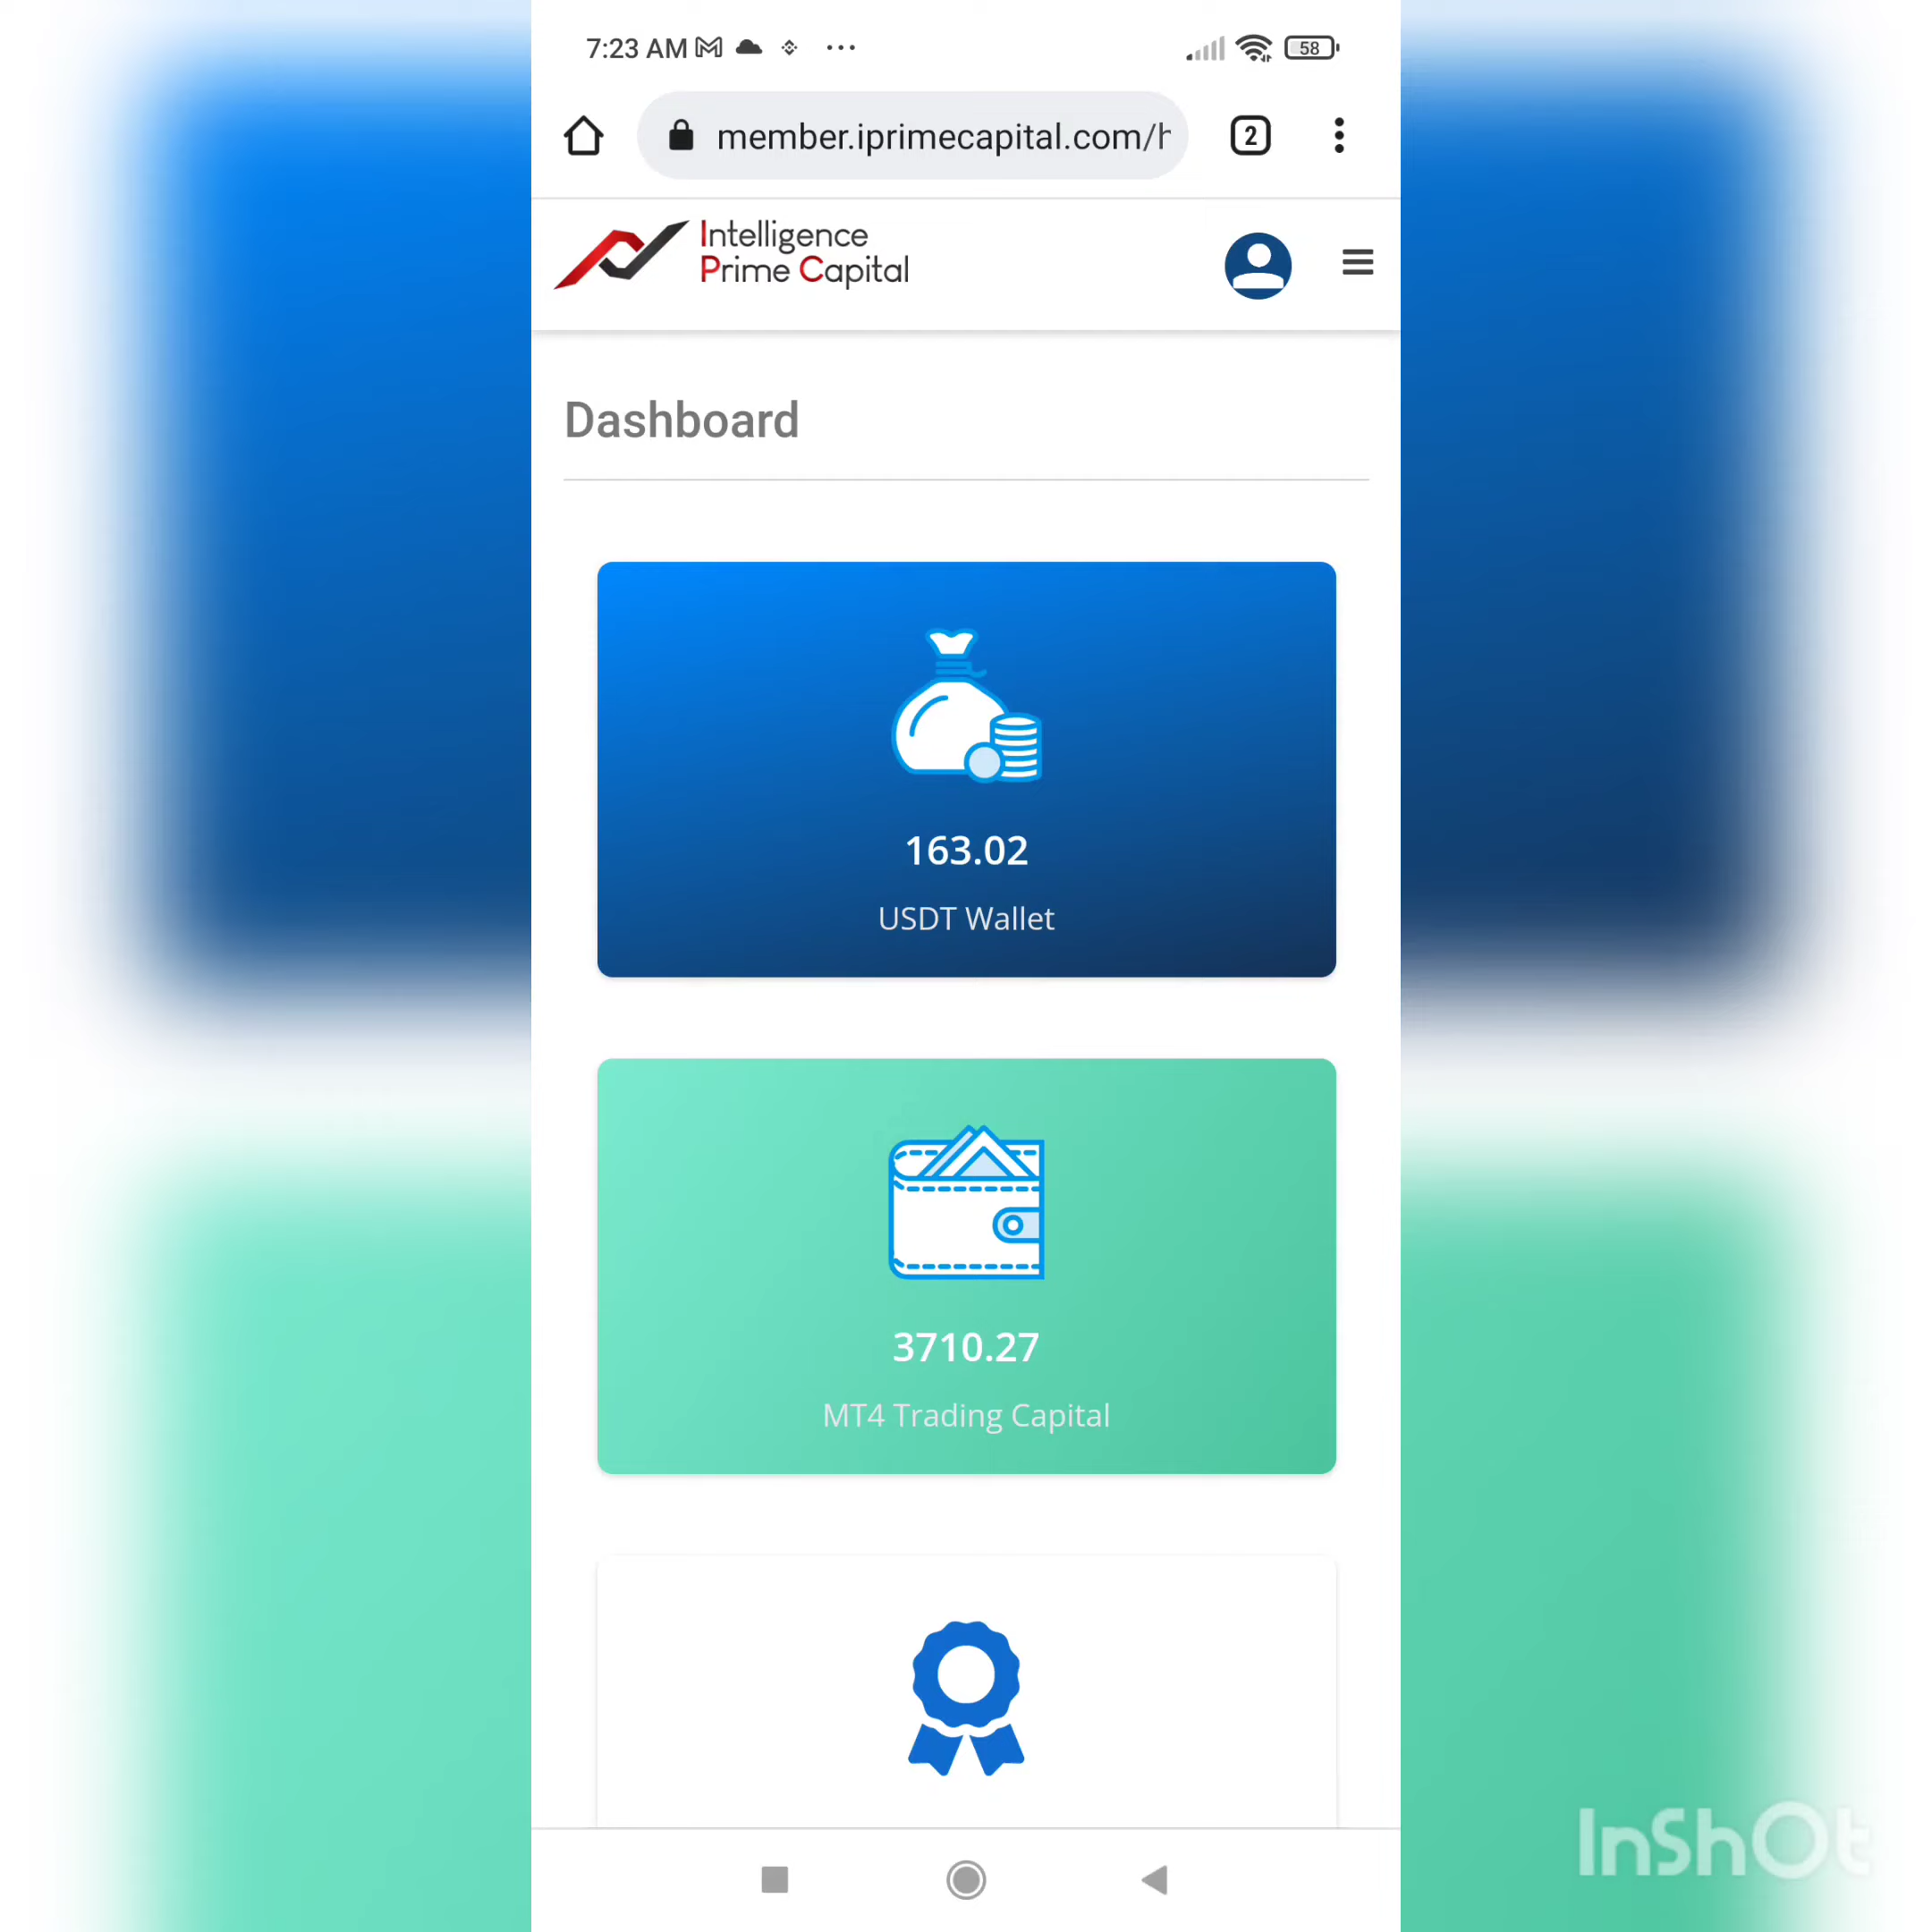 7:23 AM
58
member.iprimecapital.com/h
2
Intelligence
Prime Capital
Dashboard
163.02
USDT Wallet
3710.27
MT4 Trading Capital
InShOt